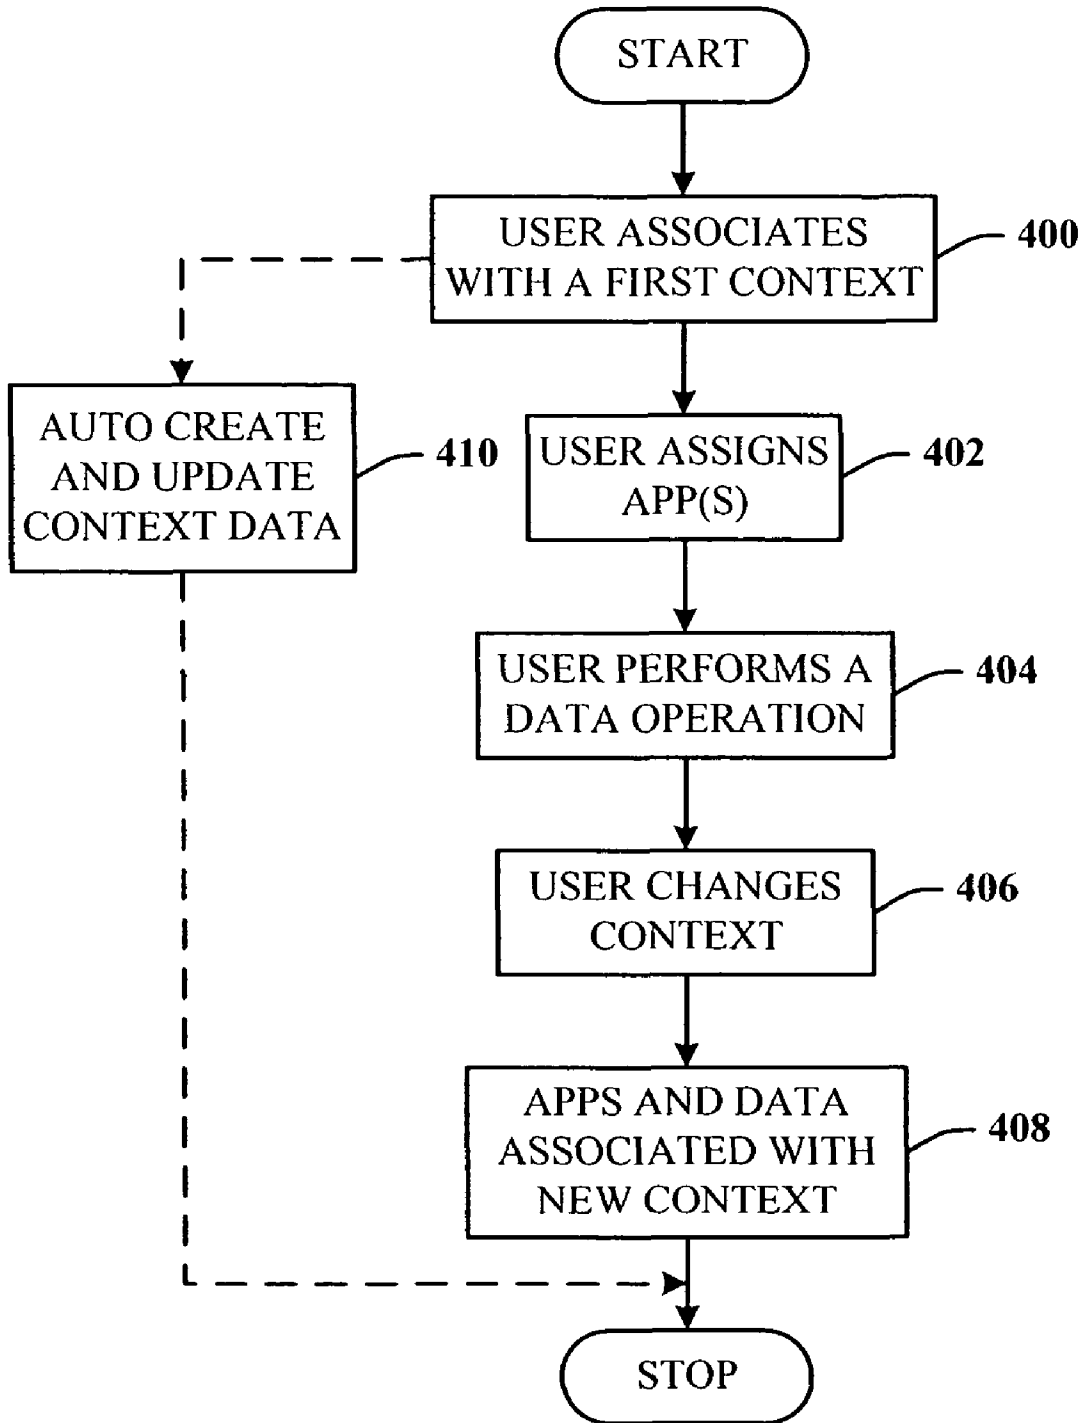 START
USER ASSOCIATES
WITH A FIRST CONTEXT
400
AUTO CREATE
AND UPDATE
CONTEXT DATA
410
USER ASSIGNS
APP(S)
402
USER PERFORMS A
DATA OPERATION
404
USER CHANGES
CONTEXT
406
APPS AND DATA
ASSOCIATED WITH
NEW CONTEXT
408
STOP